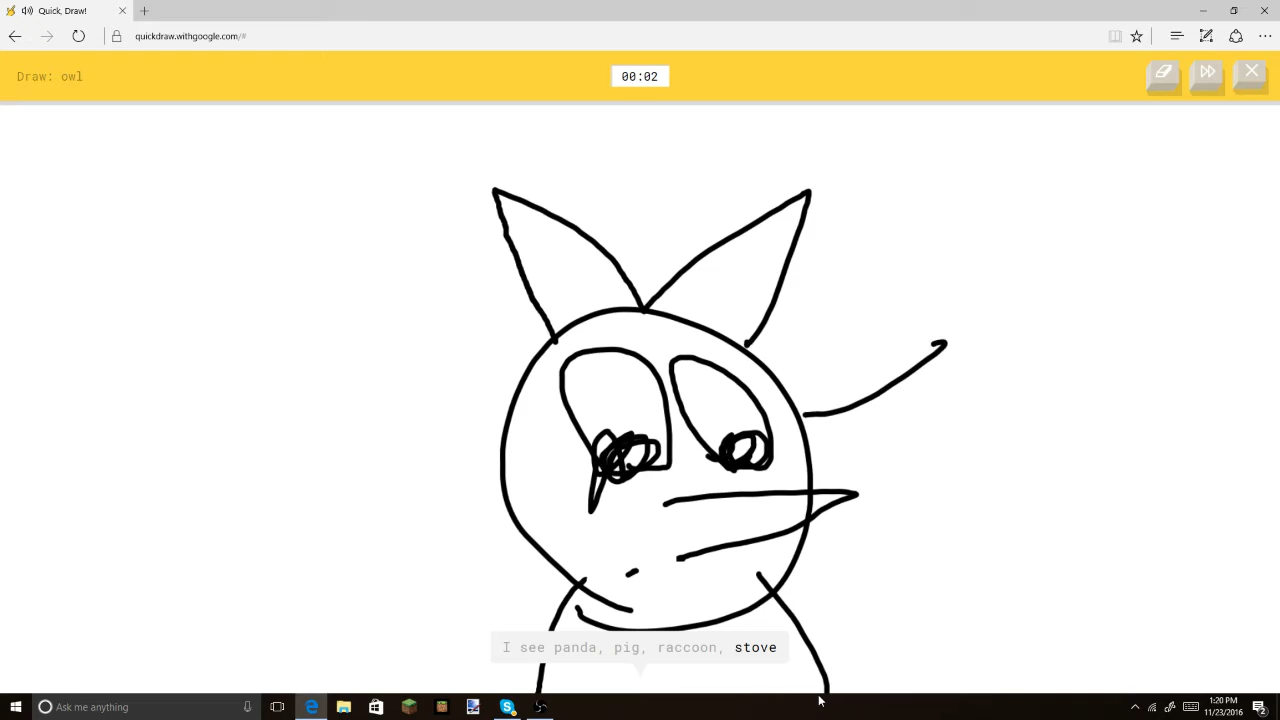 Quick, Draw!
quickdraw.withgoogle.com/#
Draw: owl
00:02
I see panda, pig, raccoon, stove
Ask me anything
1:20 PM
11/23/2016
2